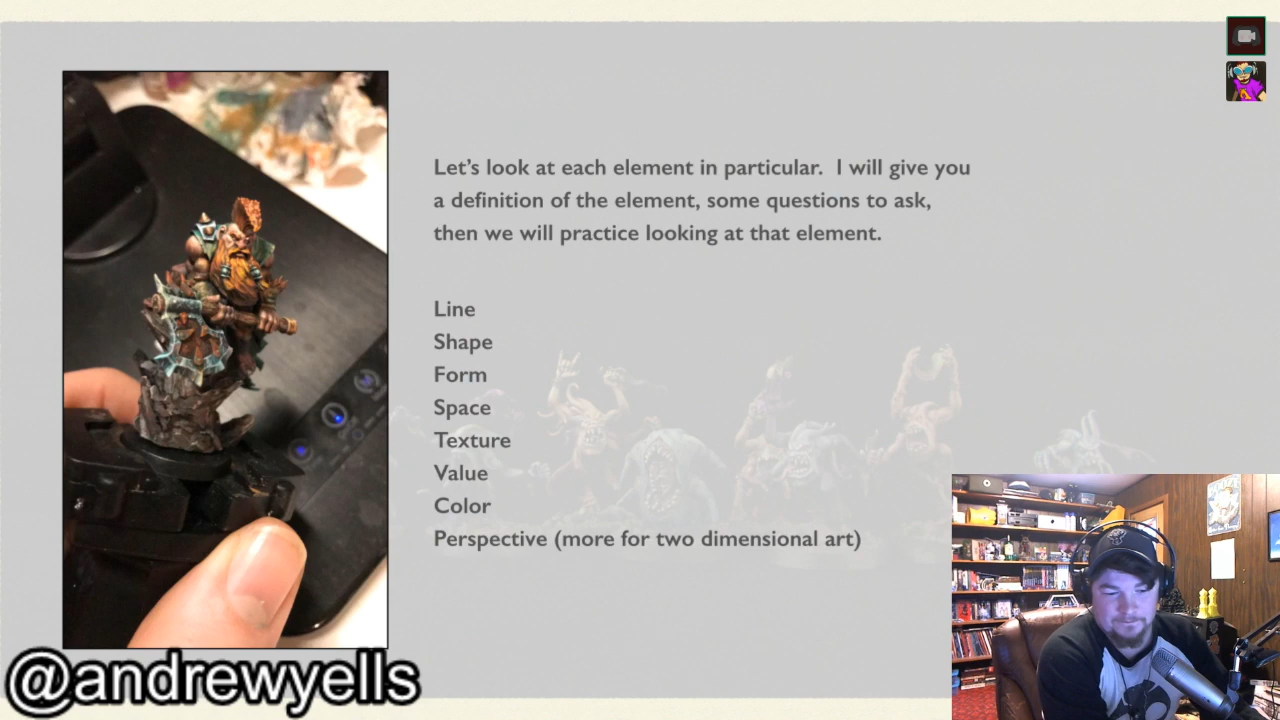 Let’s look at each element in particular.  I will give you
a definition of the element, some questions to ask,
then we will practice looking at that element.
Line
Shape
Form
Space
Texture
Value
Color
Perspective (more for two dimensional art)
@andrewyells